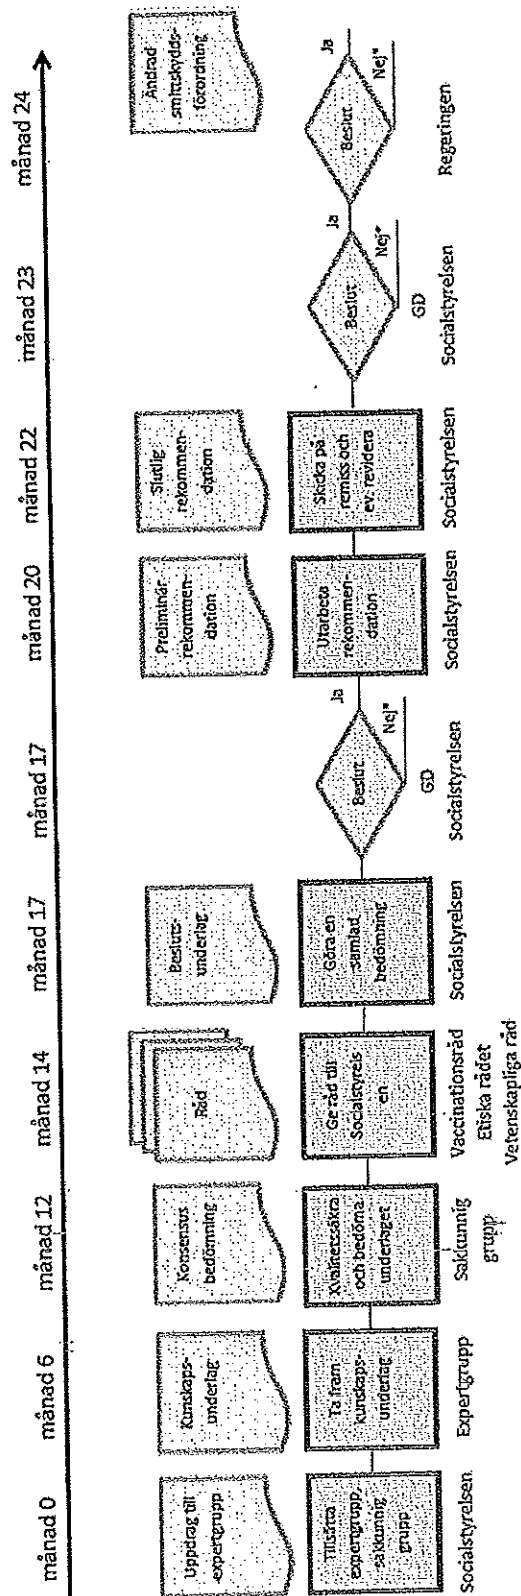 månad 0
månad 6
månad 12
månad 14
månad 17
månad 17
månad 20
månad 22
månad 23
månad 24
Uppdrag till
expertgrupp
Kunskaps-
underlag
Konsensus
bedömning
Råd
Besluts-
underlag
Preliminär
rekommen-
dation
Slutlig
rekommen-
dation
Ändrad
smittskydds-
förordning
Tillsätta
expertgrupp,
sakkunnig
grupp
Ta fram
kunskaps-
underlag
Kvalitetssäkra
och bedöma
underlaget
Ge råd till
Socialstyrels
en
Göra en
samlad
bedömning
Beslut
Ja
Nej*
Utarbeta
rekommen-
dation
Skicka på
remiss och
ev. revidera
Beslut
Ja
Nej*
Beslut
Ja
Nej*
Socialstyrelsen
Expertgrupp
Sakkunnig
grupp
Vaccinationsråd
Etiska rådet
Vetenskapliga råd
Socialstyrelsen
GD
Socialstyrelsen
Socialstyrelsen
Socialstyrelsen
GD
Socialstyrelsen
Regeringen